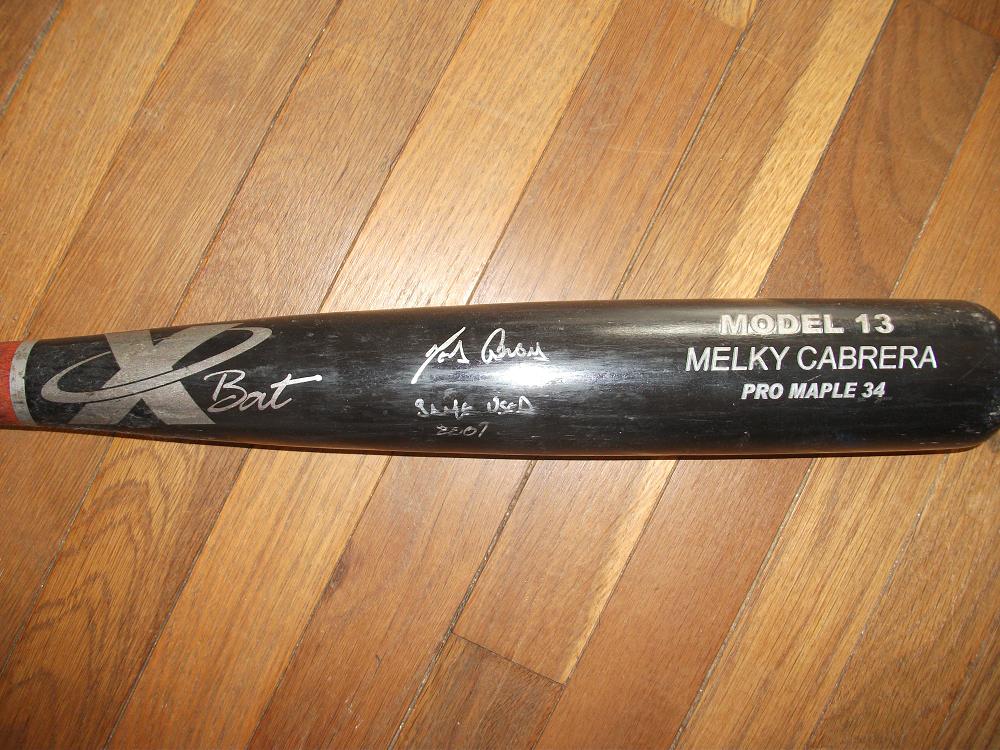 X Bat
GAME USED
2007
MODEL 13
MELKY CABRERA
PRO MAPLE 34